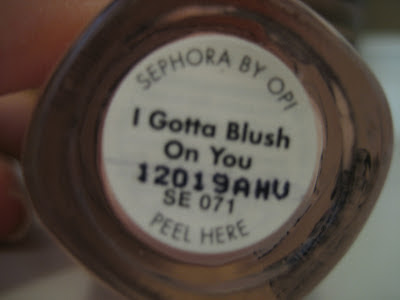 SEPHORA BY OPI
I Gotta Blush
On You
12019AHU
SE 071
PEEL HERE